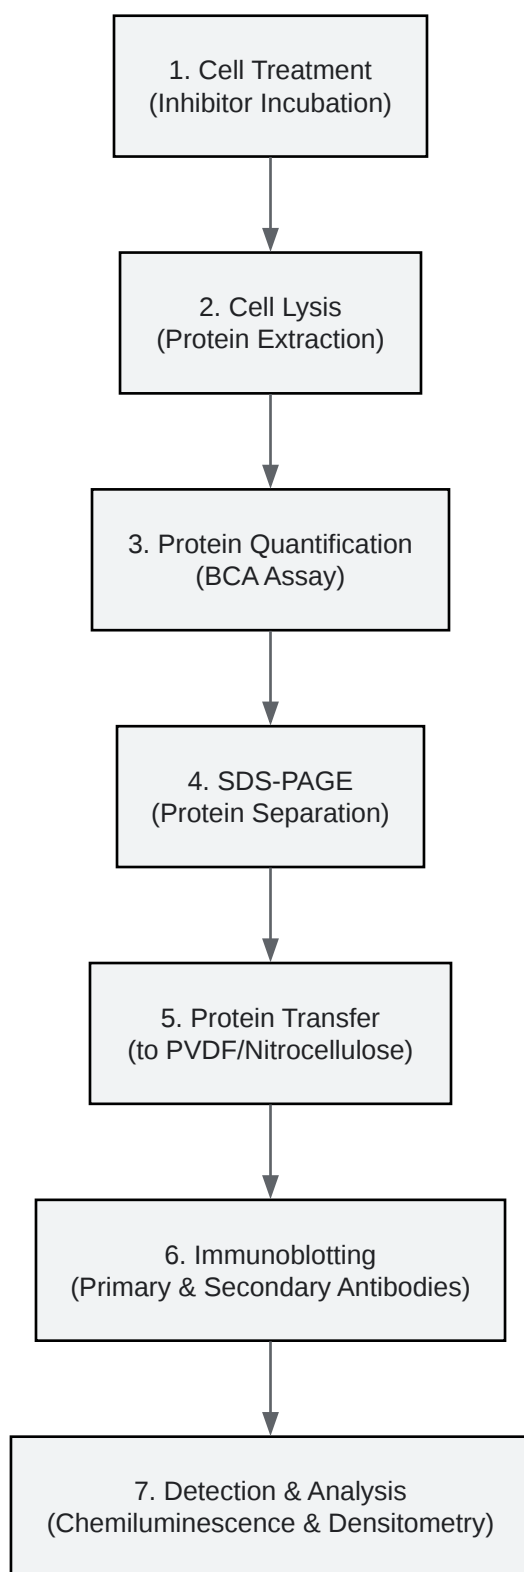 1. Cell Treatment
(Inhibitor Incubation)
2. Cell Lysis
(Protein Extraction)
3. Protein Quantification
(BCA Assay)
4. SDS-PAGE
(Protein Separation)
5. Protein Transfer
(to PVDF/Nitrocellulose)
6. Immunoblotting
(Primary & Secondary Antibodies)
7. Detection & Analysis
(Chemiluminescence & Densitometry)